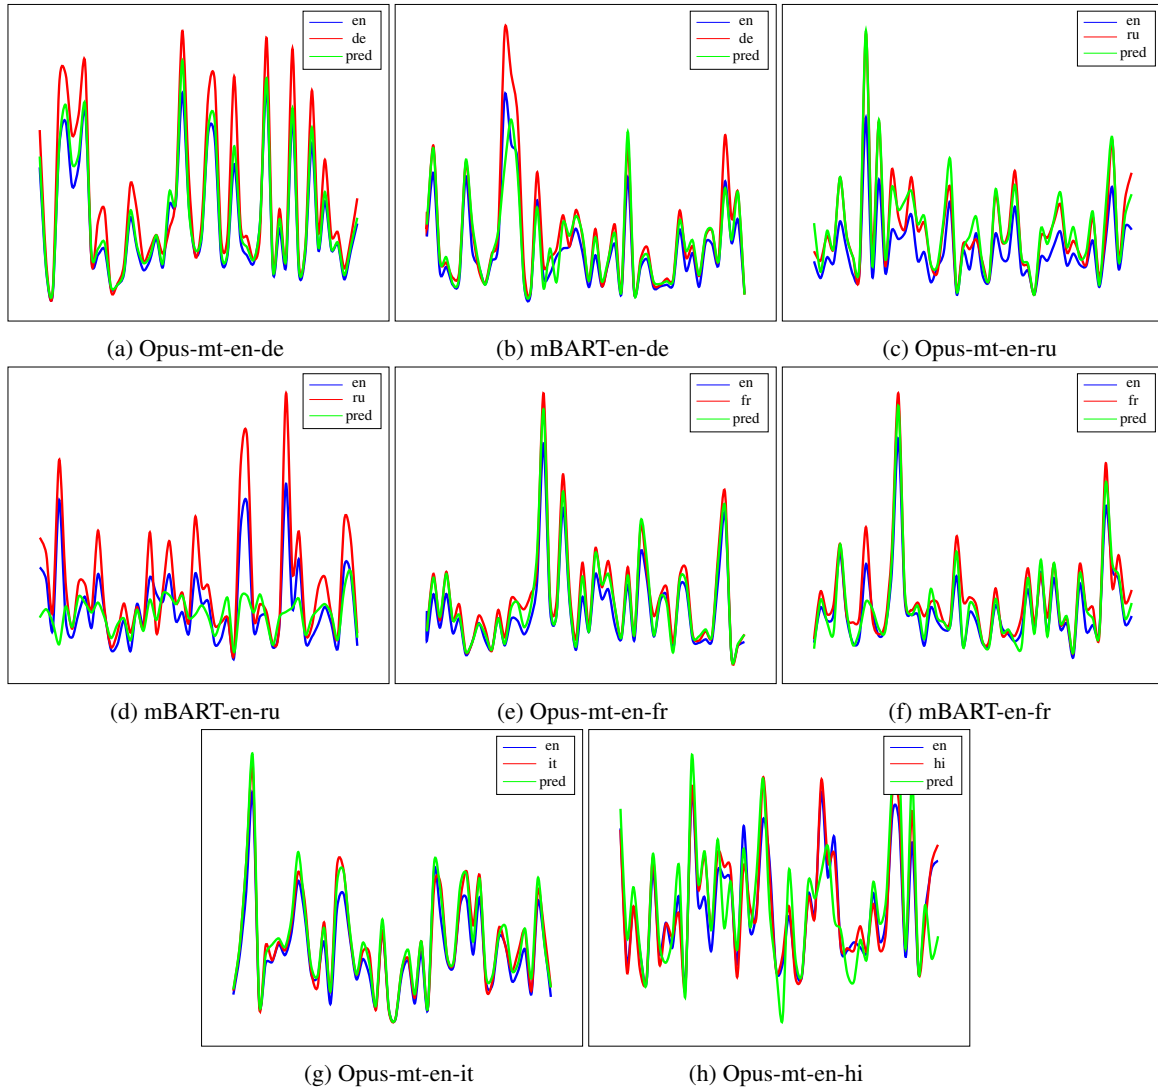 en
de
pred
en
de
pred
en
ru
pred
(a) Opus-mt-en-de
(b) mBART-en-de
(c) Opus-mt-en-ru
en
ru
pred
en
fr
pred
en
fr
pred
(d) mBART-en-ru
(e) Opus-mt-en-fr
(f) mBART-en-fr
en
it
pred
en
hi
pred
(g) Opus-mt-en-it
(h) Opus-mt-en-hi